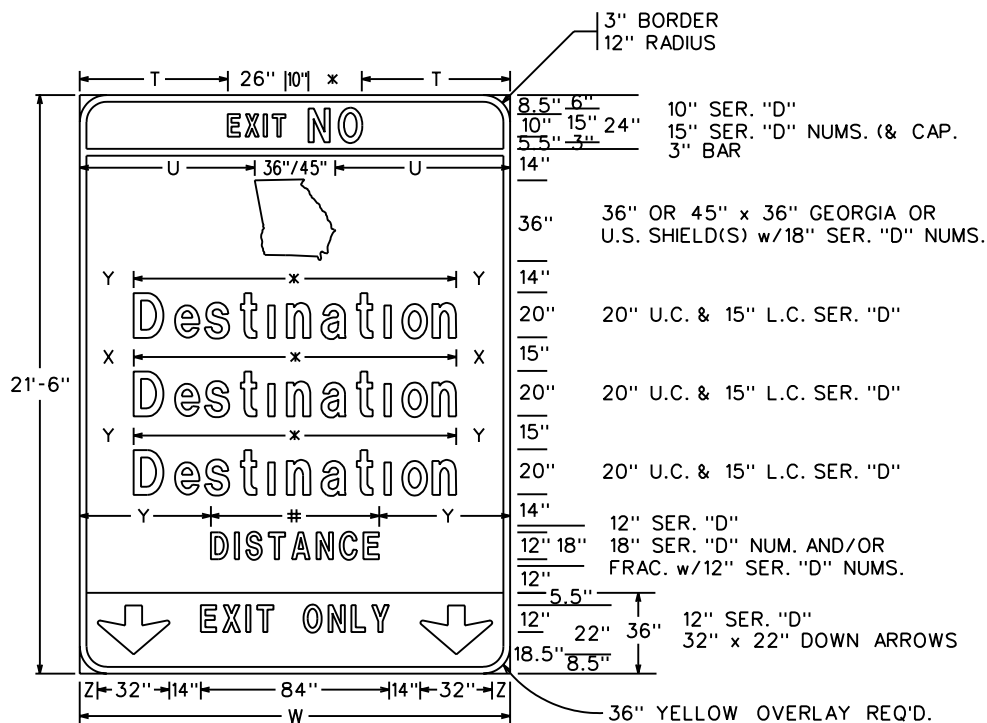 3" BORDER
12" RADIUS
T 26" 10" * T
8.5" 6"
10" 15" 24"
5.5" 3"
10" SER. "D"
15" SER. "D" NUMS. (& CAP.
3" BAR
EXIT NO
U 36"/45" U
14"
36"
36" OR 45" x 36" GEORGIA OR
U.S. SHIELD(S) w/18" SER. "D" NUMS.
Y * Y
14"
Destination
20"
20" U.C. & 15" L.C. SER. "D"
X * X
15"
21'-6"
Destination
20"
20" U.C. & 15" L.C. SER. "D"
Y * Y
15"
Destination
20"
20" U.C. & 15" L.C. SER. "D"
Y # Y
14"
DISTANCE
12" 18"
12" SER. "D"
18" SER. "D" NUM. AND/OR
FRAC. w/12" SER. "D" NUMS.
12"
5.5"
EXIT ONLY
12"
22"
36"
12" SER. "D"
32" x 22" DOWN ARROWS
18.5"
8.5"
Z 32" 14" 84" 14" 32" Z
W
36" YELLOW OVERLAY REQ'D.